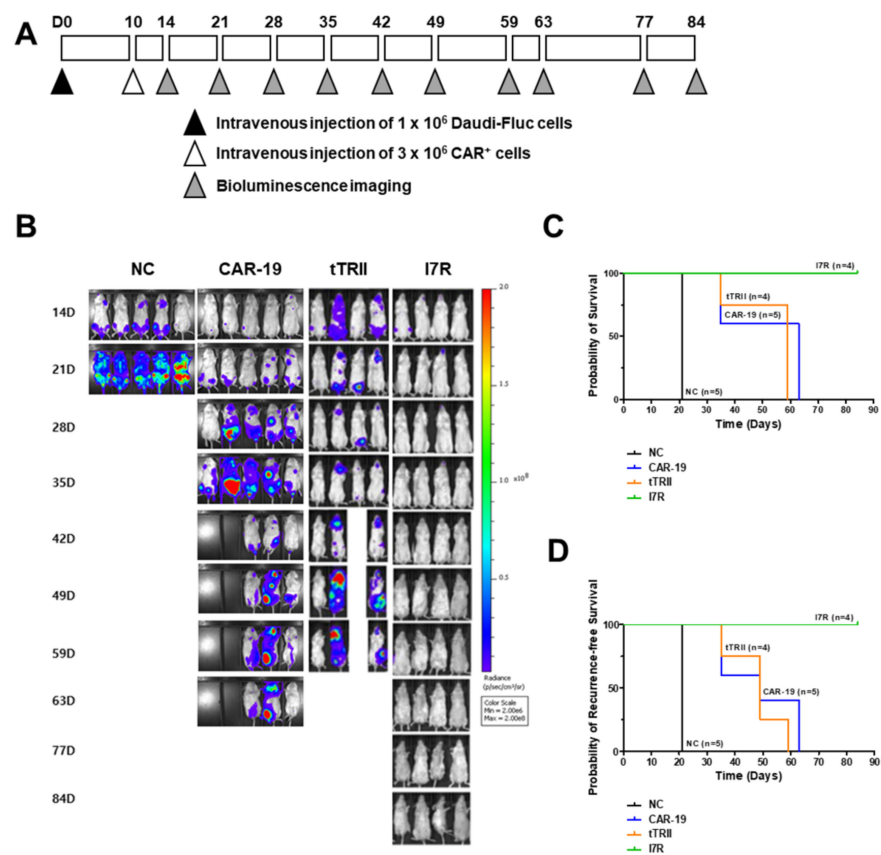 A
D0 10 14 21 28 35 42 49 59 63 77 84
Intravenous injection of 1 x 10⁶ Daudi-Fluc cells
Intravenous injection of 3 x 10⁶ CAR⁺ cells
Bioluminescence imaging
B
NC CAR-19 tTRII I7R
14D
21D
28D
35D
42D
49D
59D
63D
77D
84D
2.0
1.5
1.0 x10⁸
0.5
Radiance
(p/sec/cm²/sr)
Color Scale
Min = 2.00e6
Max = 2.00e8
C
Probability of Survival
100
50
0
I7R (n=4)
tTRII (n=4)
CAR-19 (n=5)
NC (n=5)
0 10 20 30 40 50 60 70 80 90
Time (Days)
NC
CAR-19
tTRII
I7R
D
Probability of Recurrence-free Survival
100
50
0
I7R (n=4)
tTRII (n=4)
CAR-19 (n=5)
NC (n=5)
0 10 20 30 40 50 60 70 80 90
Time (Days)
NC
CAR-19
tTRII
I7R